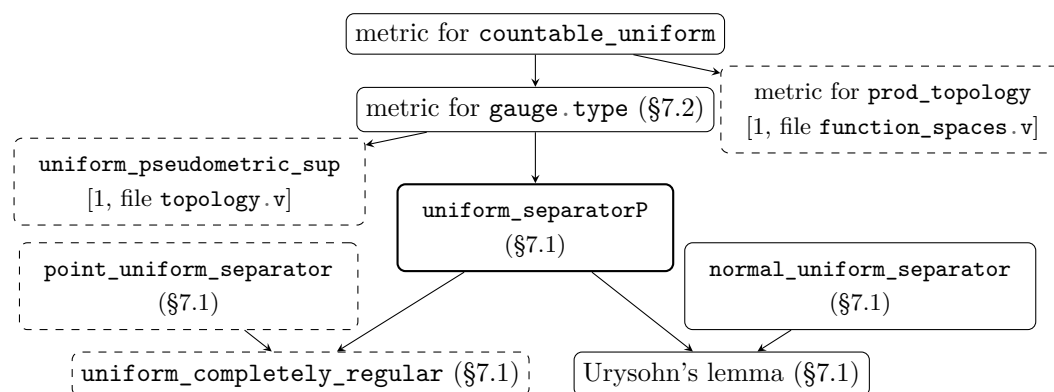 metric for countable_uniform
metric for prod_topology
[1, file function_spaces.v]
metric for gauge.type (§7.2)
uniform_pseudometric_sup
[1, file topology.v]
uniform_separatorP
(§7.1)
point_uniform_separator
(§7.1)
normal_uniform_separator
(§7.1)
uniform_completely_regular (§7.1)
Urysohn's lemma (§7.1)